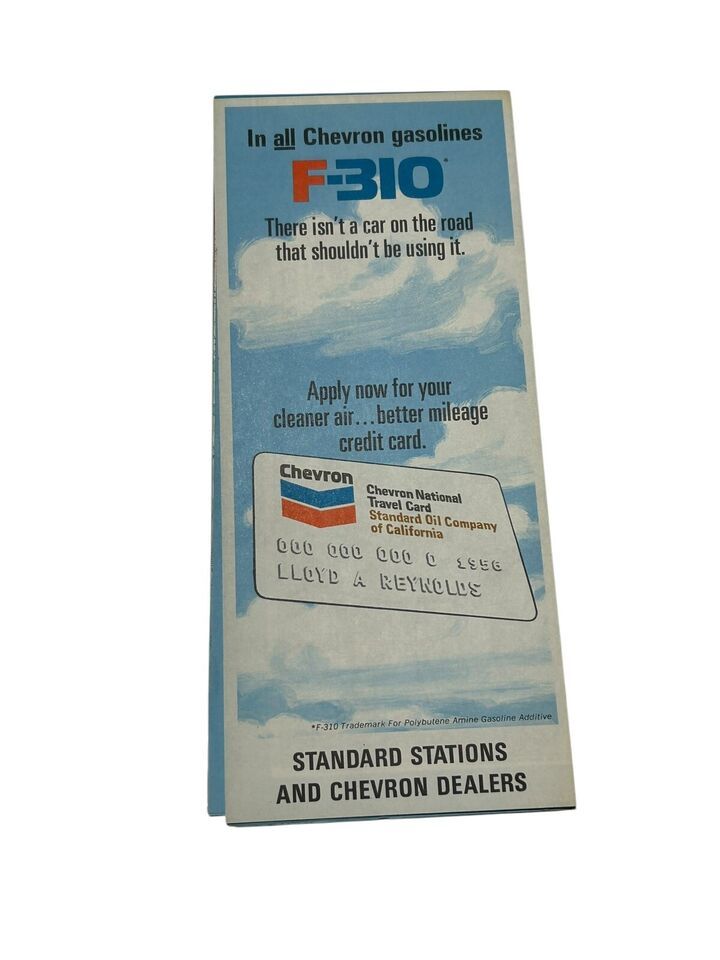 In all Chevron gasolines
F-310*
There isn't a car on the road
that shouldn't be using it.
Apply now for your
cleaner air...better mileage
credit card.
Chevron
Chevron National
Travel Card
Standard Oil Company
of California
000 000 000 0 1956
LLOYD A REYNOLDS
*F-310 Trademark For Polybutene Amine Gasoline Additive
STANDARD STATIONS
AND CHEVRON DEALERS